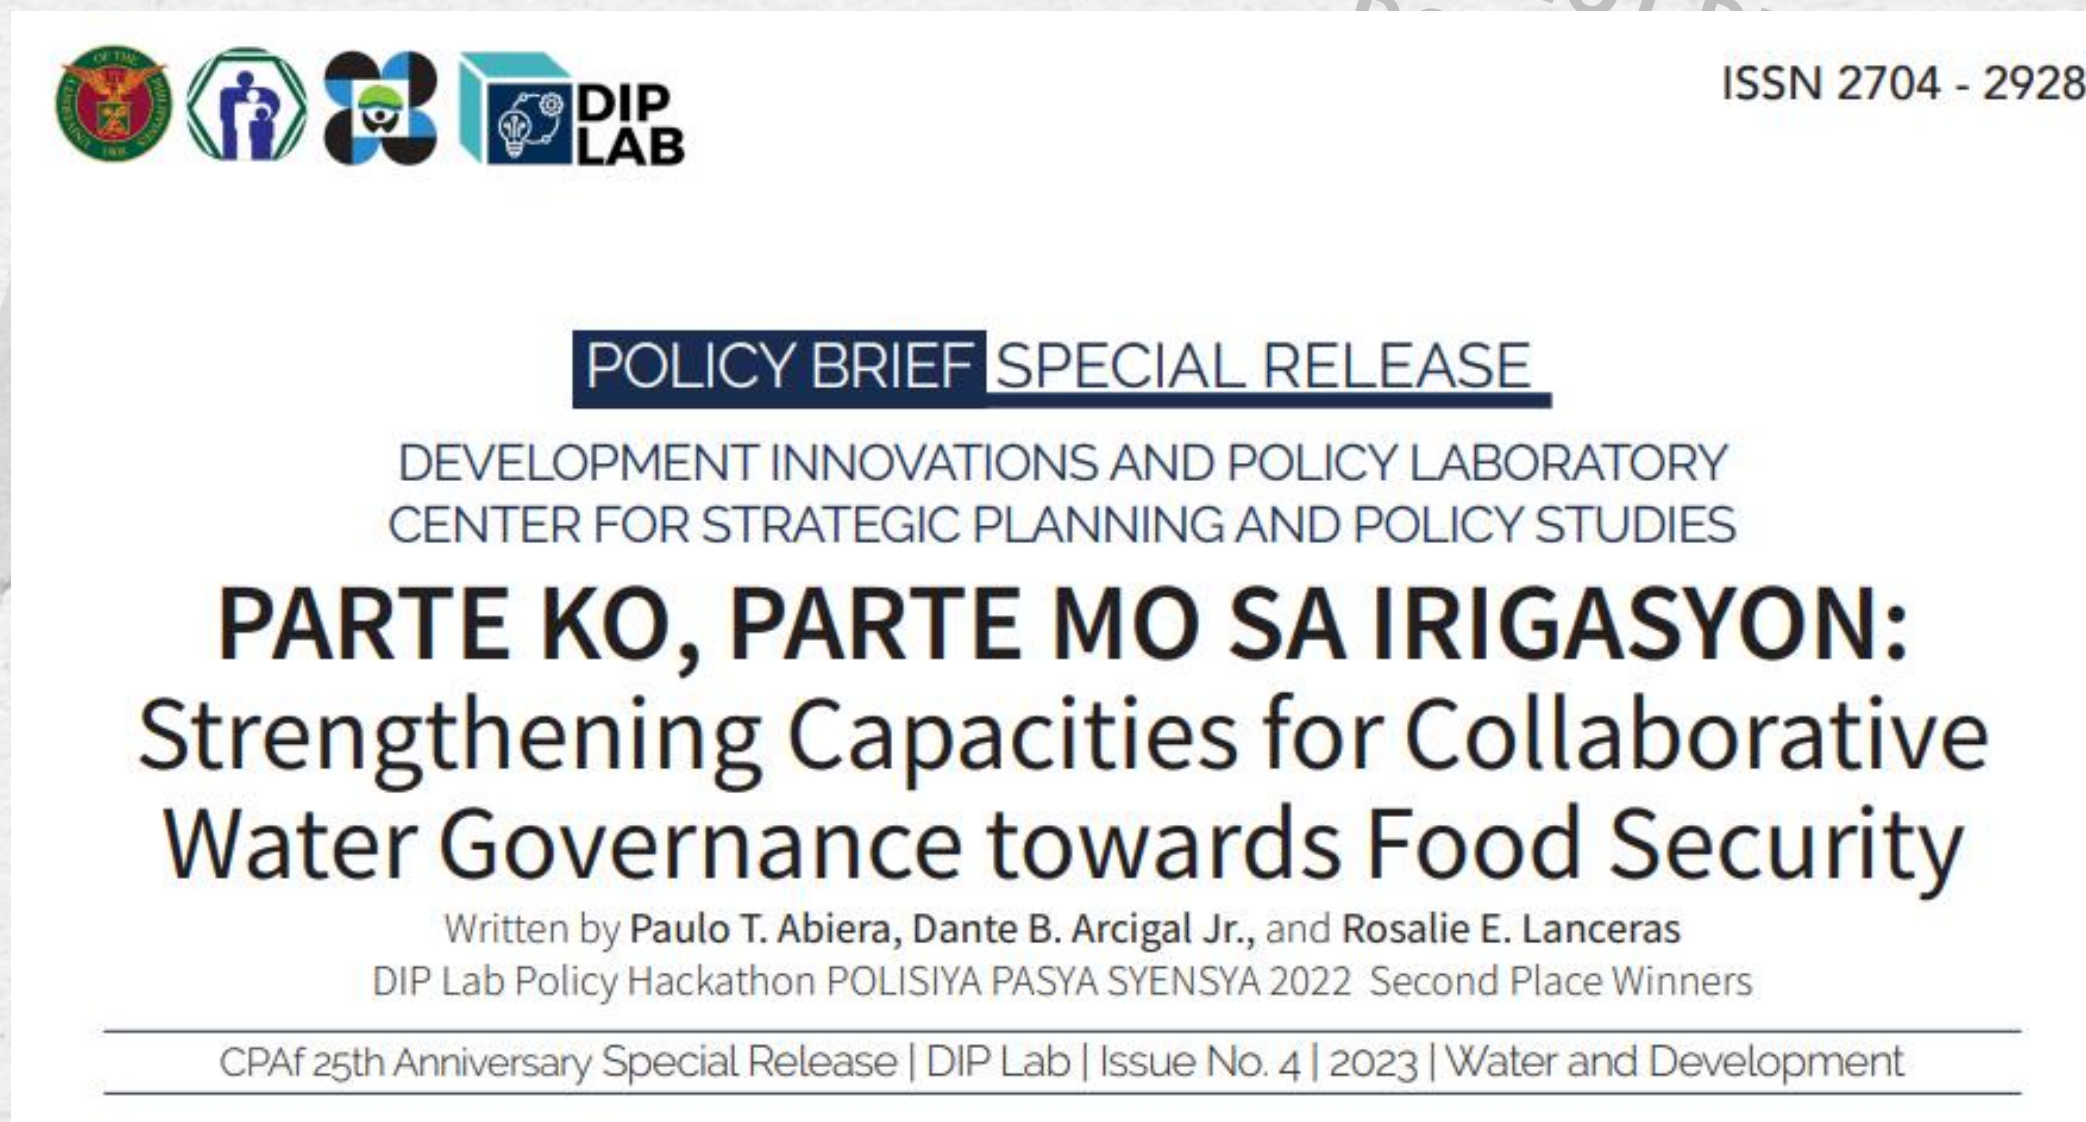 ISSN 2704 - 2928
DIP
LAB
POLICY BRIEF SPECIAL RELEASE
DEVELOPMENT INNOVATIONS AND POLICY LABORATORY
CENTER FOR STRATEGIC PLANNING AND POLICY STUDIES
PARTE KO, PARTE MO SA IRIGASYON:
Strengthening Capacities for Collaborative
Water Governance towards Food Security
Written by Paulo T. Abiera, Dante B. Arcigal Jr., and Rosalie E. Lanceras
DIP Lab Policy Hackathon POLISIYA PASYA SYENSYA 2022 Second Place Winners
CPAf 25th Anniversary Special Release | DIP Lab | Issue No. 4 | 2023 | Water and Development